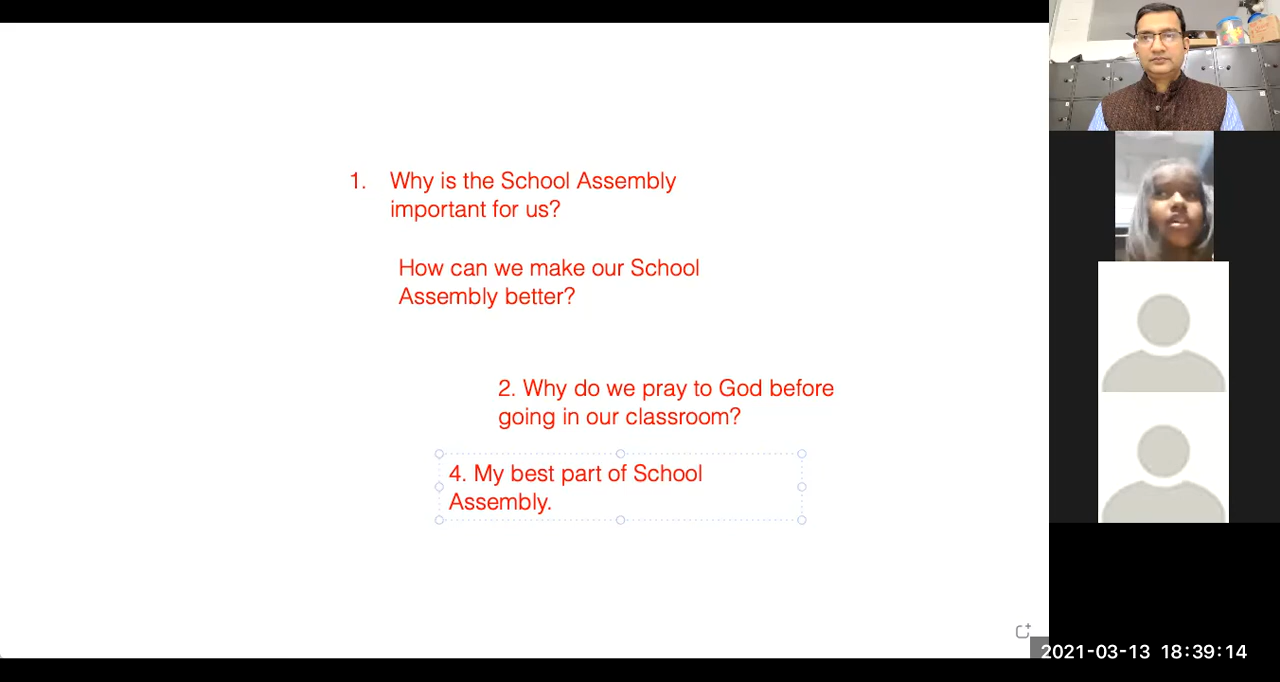 1. Why is the School Assembly
important for us?
How can we make our School
Assembly better?
2. Why do we pray to God before
going in our classroom?
4. My best part of School
Assembly.
2021-03-13 18:39:14